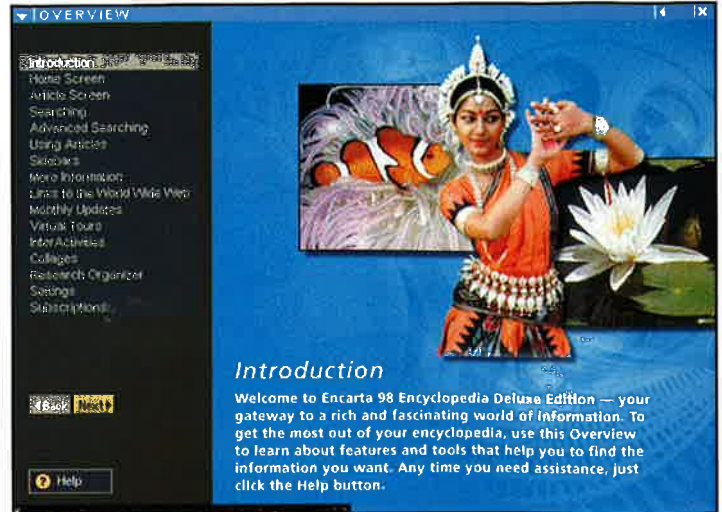 OVERVIEW
Introduction
Home Screen
Article Screen
Searching
Advanced Searching
Using Articles
Sidebars
More Information
Links to the World Wide Web
Monthly Updates
Virtual Tours
InterActivities
Collages
Research Organizer
Settings
Subscriptions
Back Next
Help
Introduction
Welcome to Encarta 98 Encyclopedia Deluxe Edition — your
gateway to a rich and fascinating world of information. To
get the most out of your encyclopedia, use this Overview
to learn about features and tools that help you to find the
information you want. Any time you need assistance, just
click the Help button.